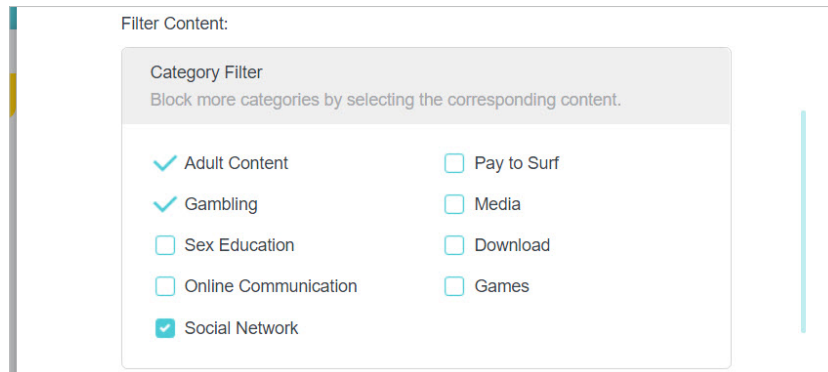 Filter Content:
Category Filter
Block more categories by selecting the corresponding content.
Adult Content
Pay to Surf
Gambling
Media
Sex Education
Download
Online Communication
Games
Social Network